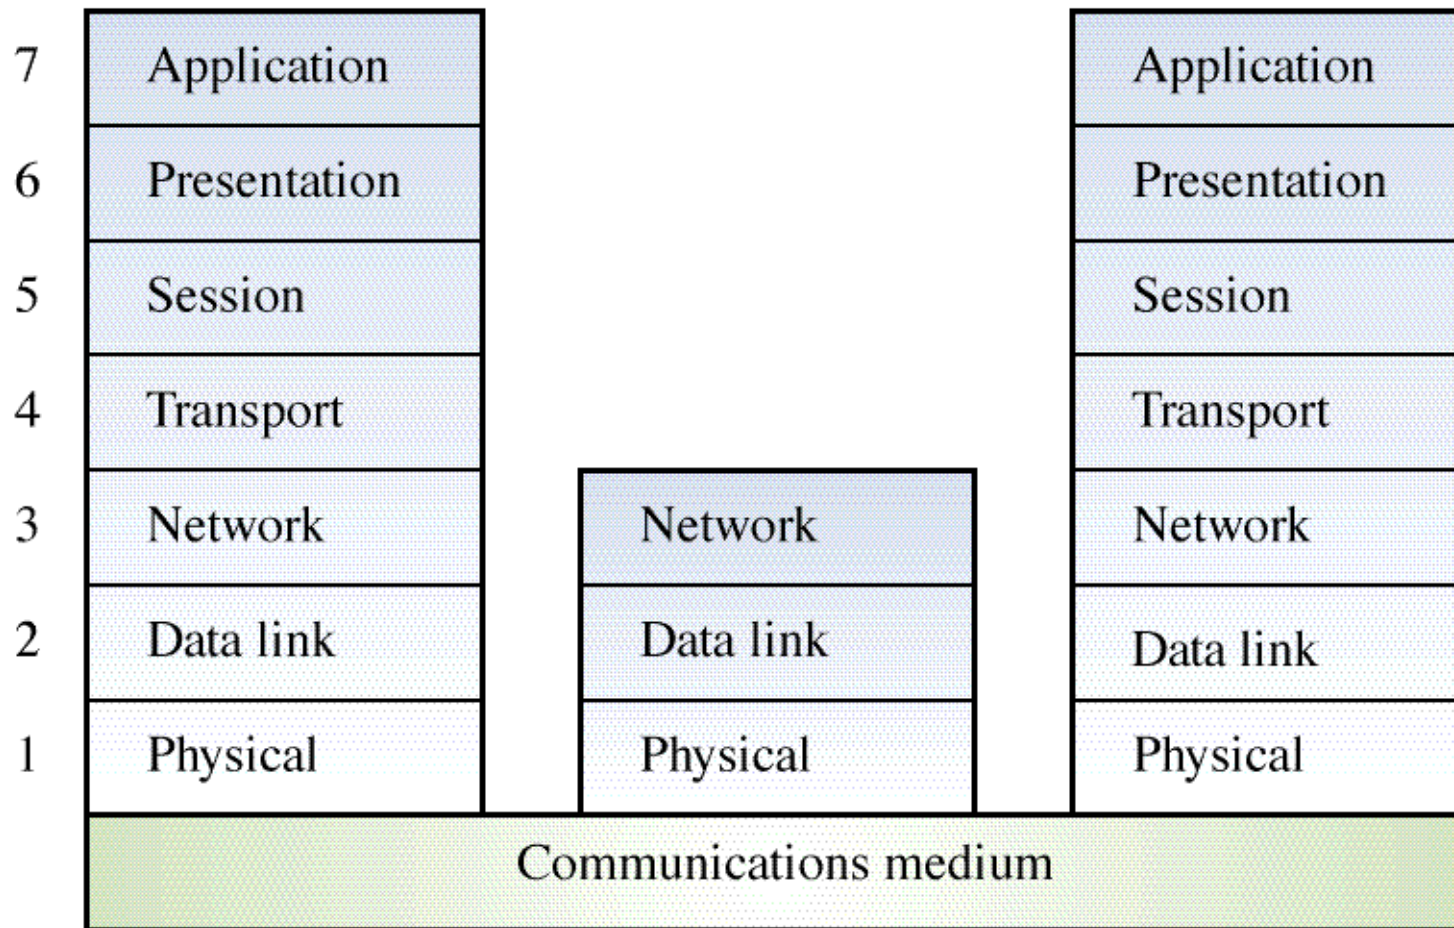 7 Application Application
6 Presentation Presentation
5 Session Session
4 Transport Transport
3 Network Network Network
2 Data link Data link Data link
1 Physical Physical Physical
Communications medium